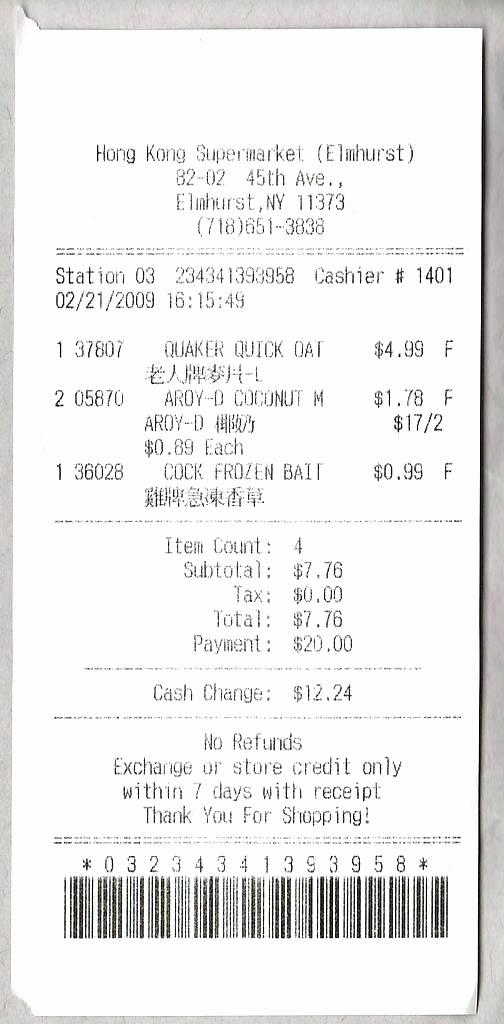 Hong Kong Supermarket (Elmhurst)
82-02 45th Ave.,
Elmhurst,NY 11373
(718)651-3838
Station 03 234341393958 Cashier # 1401
02/21/2009 16:15:49
1 37807 QUAKER QUICK OAT $4.99 F
老人牌麥片-L
2 05870 AROY-D COCONUT M $1.78 F
AROY-D 椰奶 $17/2
$0.89 Each
1 36028 COCK FROZEN BAIT $0.99 F
雞牌急凍香草
Item Count: 4
Subtotal: $7.76
Tax: $0.00
Total: $7.76
Payment: $20.00
Cash Change: $12.24
No Refunds
Exchange or store credit only
within 7 days with receipt
Thank You For Shopping!
*032343413939​58*